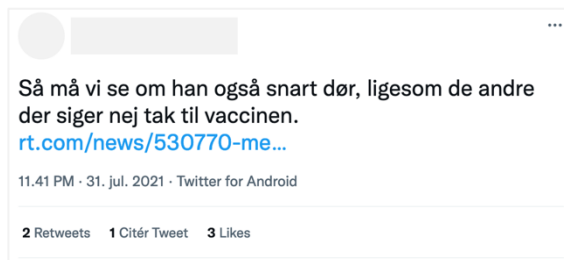 Så må vi se om han også snart dør, ligesom de andre
der siger nej tak til vaccinen.
rt.com/news/530770-me...
11.41 PM · 31. jul. 2021 · Twitter for Android
2 Retweets 1 Citér Tweet 3 Likes